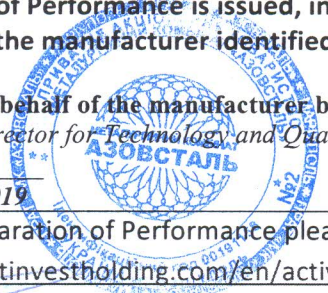 of Performance is issued, in
the manufacturer identified
behalf of the manufacturer b
rector for Technology and Qua
АЗОВСТАЛЬ
№2
2019
aration of Performance plea
tinvestholding.com/en/activ